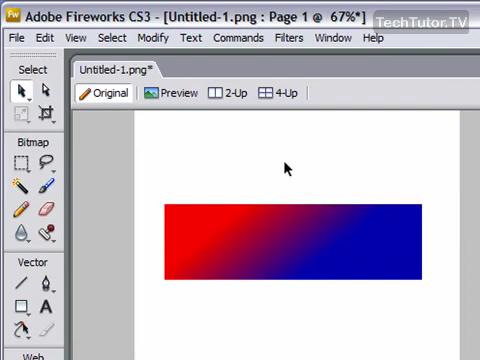 Fw Adobe Fireworks CS3 - [Untitled-1.png : Page 1 @ 67%*]
TechTutor.TV
File Edit View Select Modify Text Commands Filters Window Help
Select
Untitled-1.png*
Original Preview 2-Up 4-Up
Bitmap
Vector
A
Web